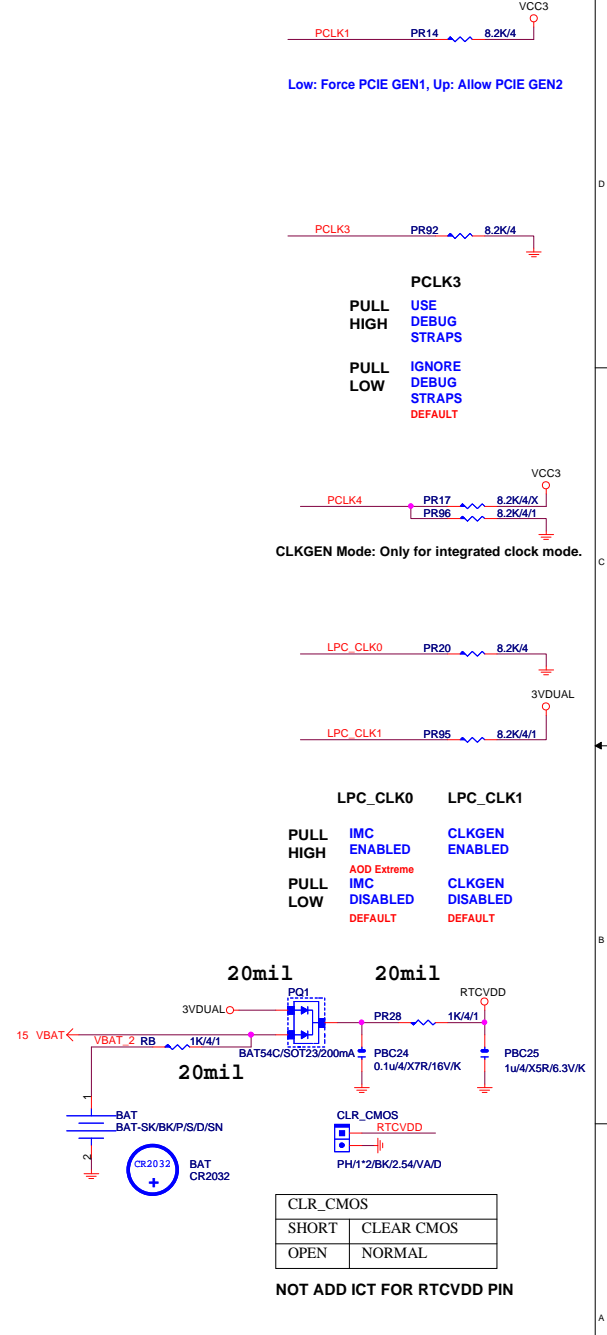 VCC3
PCLK1 PR14 8.2K/4
Low: Force PCIE GEN1, Up: Allow PCIE GEN2
D
PCLK3 PR92 8.2K/4
PCLK3
PULL HIGH USE DEBUG STRAPS
PULL LOW IGNORE DEBUG STRAPS
DEFAULT
VCC3
PCLK4 PR17 8.2K/4/X
PR96 8.2K/4/1
CLKGEN Mode: Only for integrated clock mode.
C
LPC_CLK0 PR20 8.2K/4
3VDUAL
LPC_CLK1 PR95 8.2K/4/1
LPC_CLK0 LPC_CLK1
PULL IMC CLKGEN
HIGH ENABLED ENABLED
AOD Extreme
PULL IMC CLKGEN
LOW DISABLED DISABLED
DEFAULT DEFAULT
B
20mil 20mil
PQ1 RTCVDD
3VDUAL PR28 1K/4/1
15 VBAT VBAT_2 RB 1K/4/1
BAT54C/SOT23/200mA PBC24 PBC25
0.1u/4/X7R/16V/K 1u/4/X5R/6.3V/K
20mil
1
BAT
BAT-SK/BK/P/S/D/SN
2
CLR_CMOS
RTCVDD
PH/1*2/BK/2.54/VA/D
CR2032
+
BAT
CR2032
CLR_CMOS
SHORT CLEAR CMOS
OPEN NORMAL
NOT ADD ICT FOR RTCVDD PIN
A